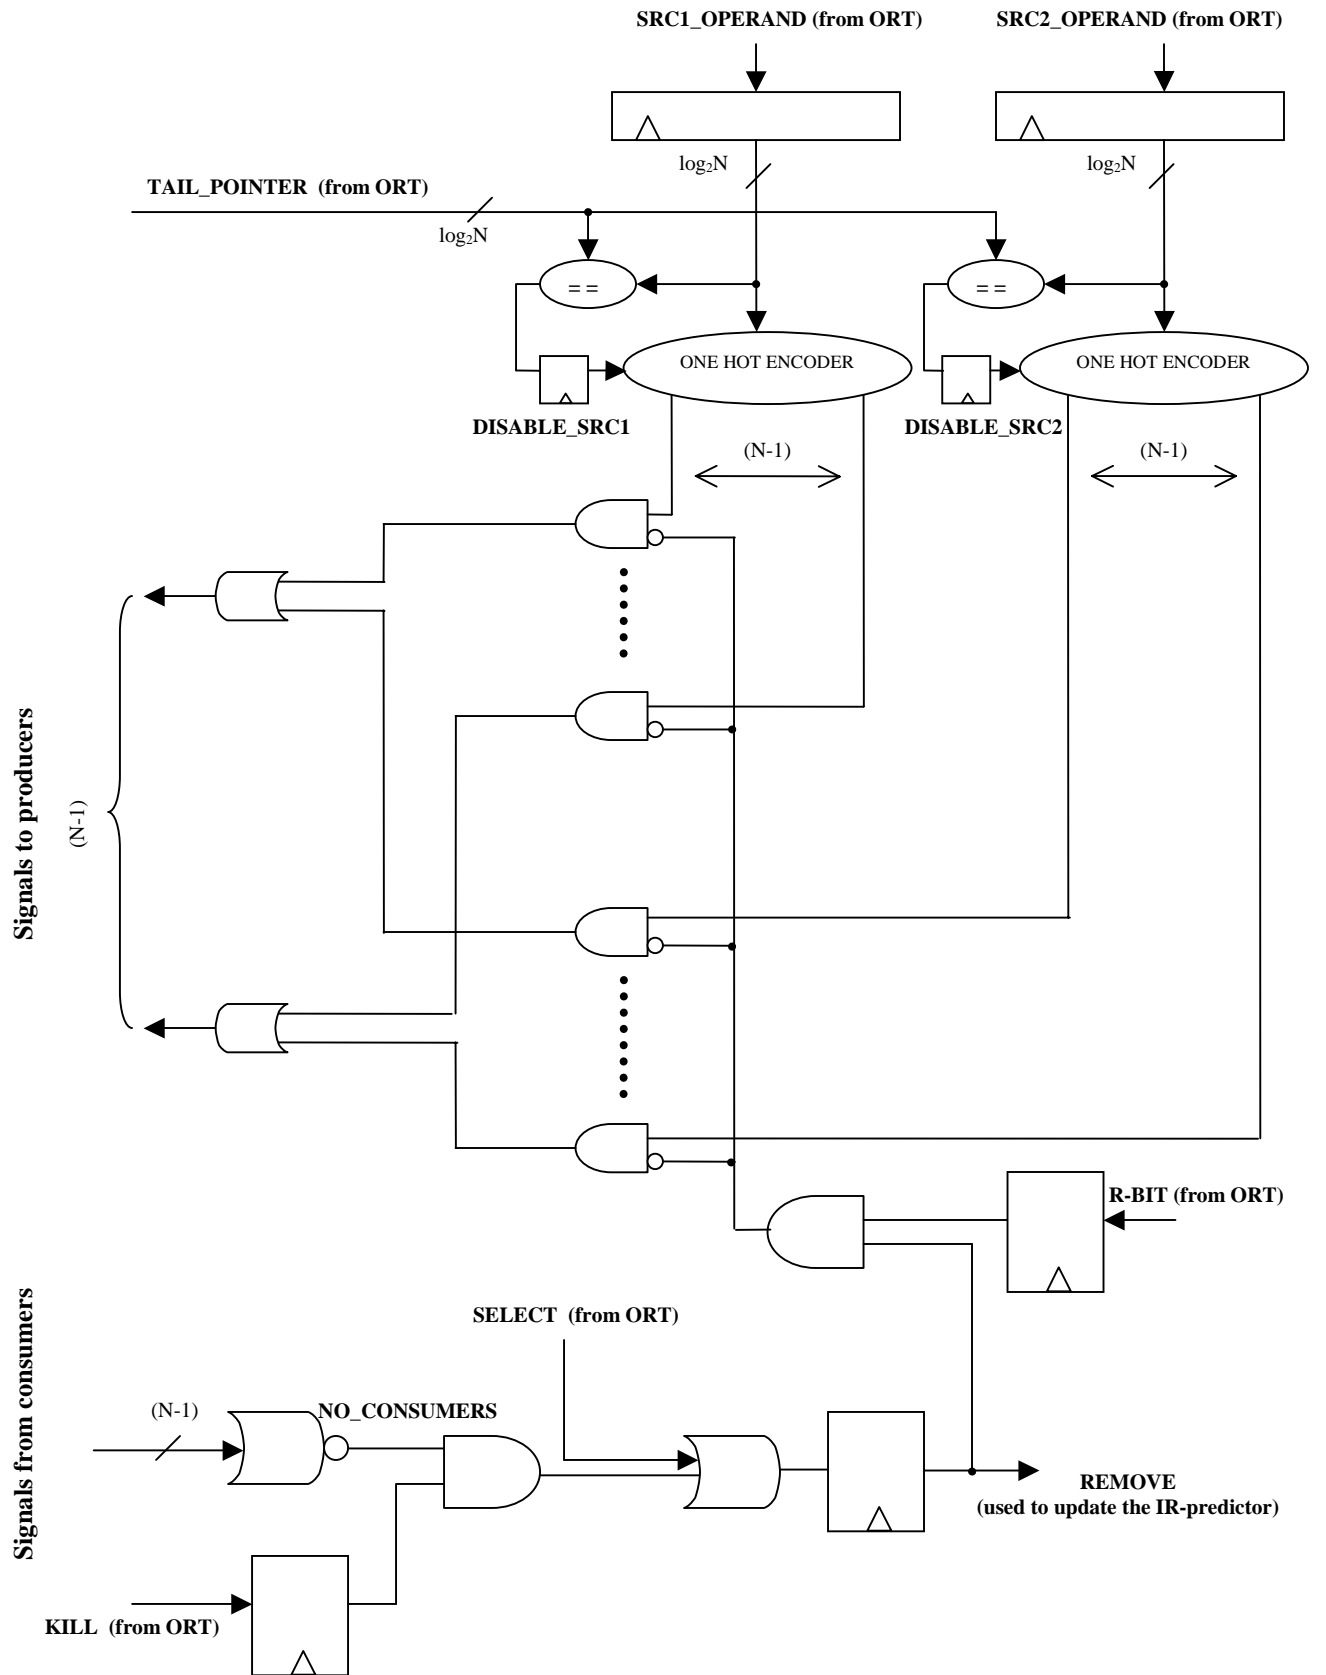 SRC1_OPERAND (from ORT)
SRC2_OPERAND (from ORT)
log₂N
log₂N
TAIL_POINTER (from ORT)
log₂N
= =
= =
ONE HOT ENCODER
ONE HOT ENCODER
DISABLE_SRC1
DISABLE_SRC2
(N-1)
(N-1)
Signals to producers
(N-1)
R-BIT (from ORT)
SELECT (from ORT)
Signals from consumers
(N-1)
NO_CONSUMERS
REMOVE
(used to update the IR-predictor)
KILL (from ORT)